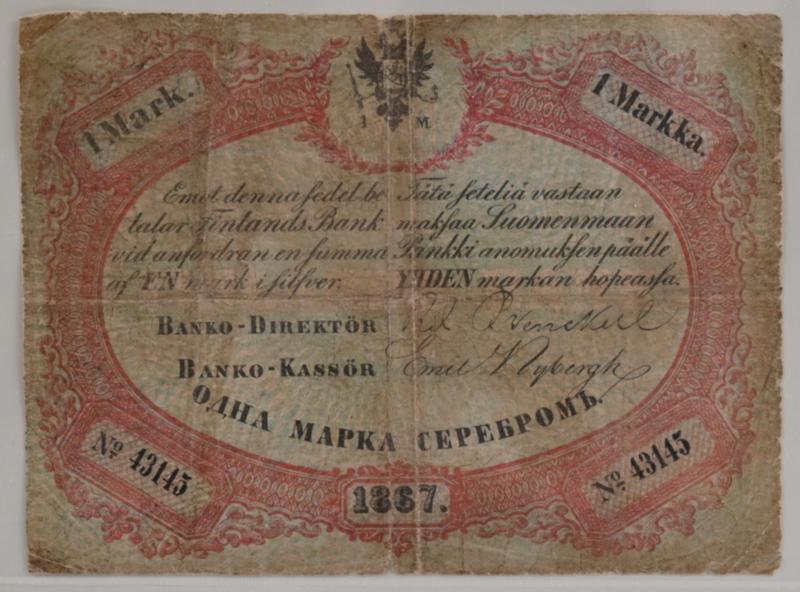 1 Mark.
1 Markka.
1 M.
Emot denna sedel be
talar Finlands Bank
vid anfordran en summa
af EN mark i silfver.
Tätä seteliä vastaan
maksaa Suomenmaan
Pankki anomuksen päälle
YHDEN markan hopeassa.
BANKO-DIREKTÖR
BANKO-KASSÖR Emil Nybergh
ОДНА МАРКА СЕРЕБРОМЪ.
No 43145
No 43145
1867.